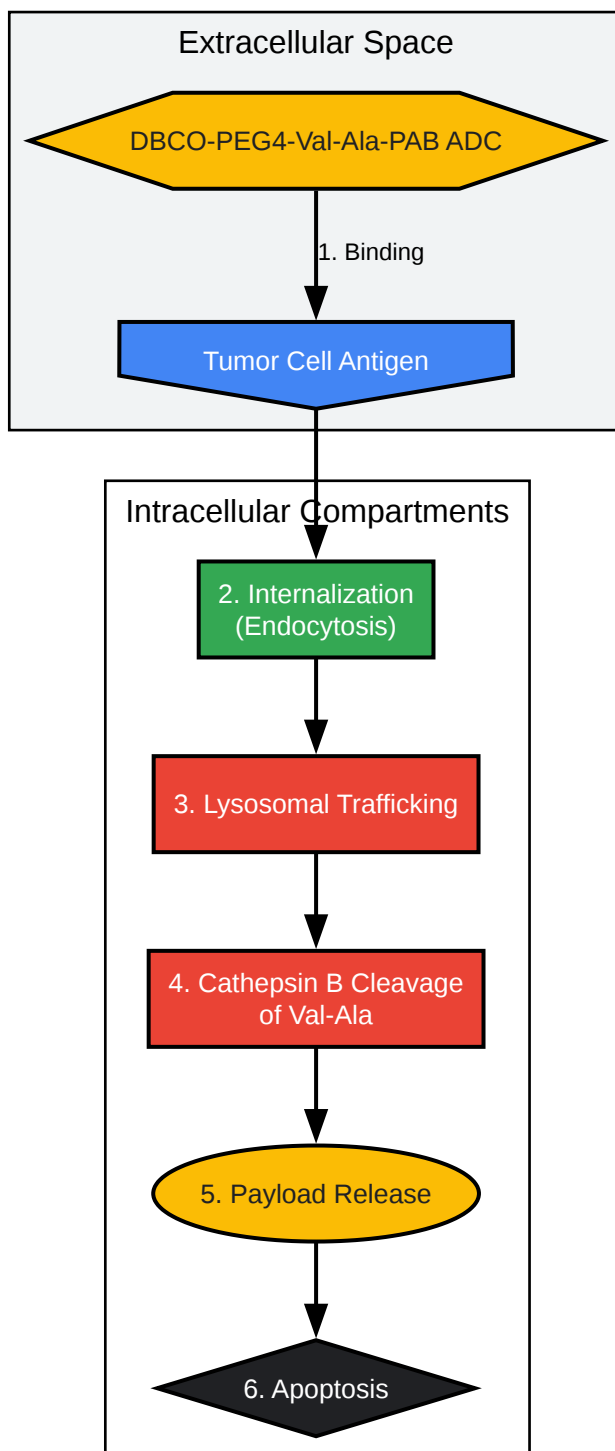 Extracellular Space
DBCO-PEG4-Val-Ala-PAB ADC
1. Binding
Tumor Cell Antigen
Intracellular Compartments
2. Internalization
(Endocytosis)
3. Lysosomal Trafficking
4. Cathepsin B Cleavage
of Val-Ala
5. Payload Release
6. Apoptosis